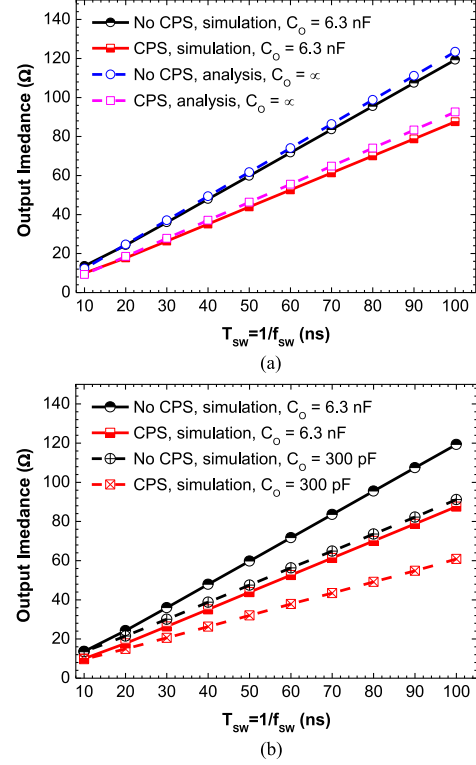 No CPS, simulation, C_O = 6.3 nF
CPS, simulation, C_O = 6.3 nF
No CPS, analysis, C_O = ∝
CPS, analysis, C_O = ∝
Output Imedance (Ω)
140
120
100
80
60
40
20
0
10 20 30 40 50 60 70 80 90 100
T_SW=1/f_SW (ns)
(a)
No CPS, simulation, C_O = 6.3 nF
CPS, simulation, C_O = 6.3 nF
No CPS, simulation, C_O = 300 pF
CPS, simulation, C_O = 300 pF
Output Imedance (Ω)
140
120
100
80
60
40
20
0
10 20 30 40 50 60 70 80 90 100
T_SW=1/f_SW (ns)
(b)